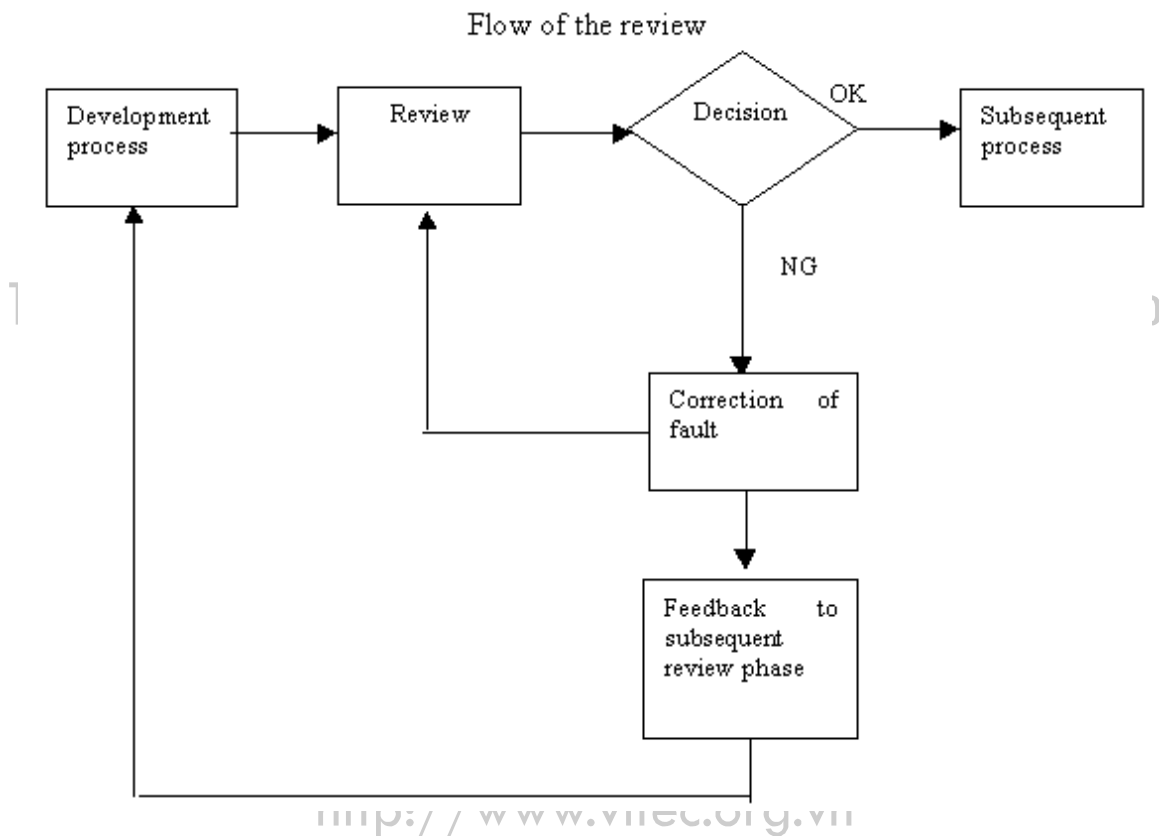 Flow of the review
Development
process
Review
Decision
OK
Subsequent
process
NG
Correction of
fault
Feedback to
subsequent
review phase